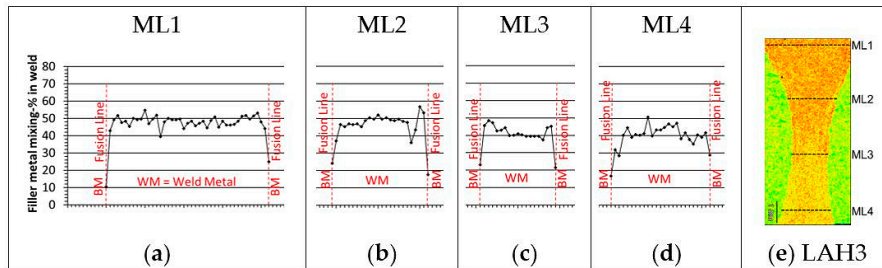 ML1
ML2
ML3
ML4
Filler metal mixing-% in weld
80
70
60
50
40
30
20
10
0
Fusion Line
BM
WM = Weld Metal
Fusion Line
BM
Fusion Line
BM
WM
Fusion Line
BM
Fusion Line
BM
WM
Fusion Line
BM
Fusion Line
BM
WM
Fusion Line
BM
ML1
ML2
ML3
ML4
(a)
(b)
(c)
(d)
(e) LAH3